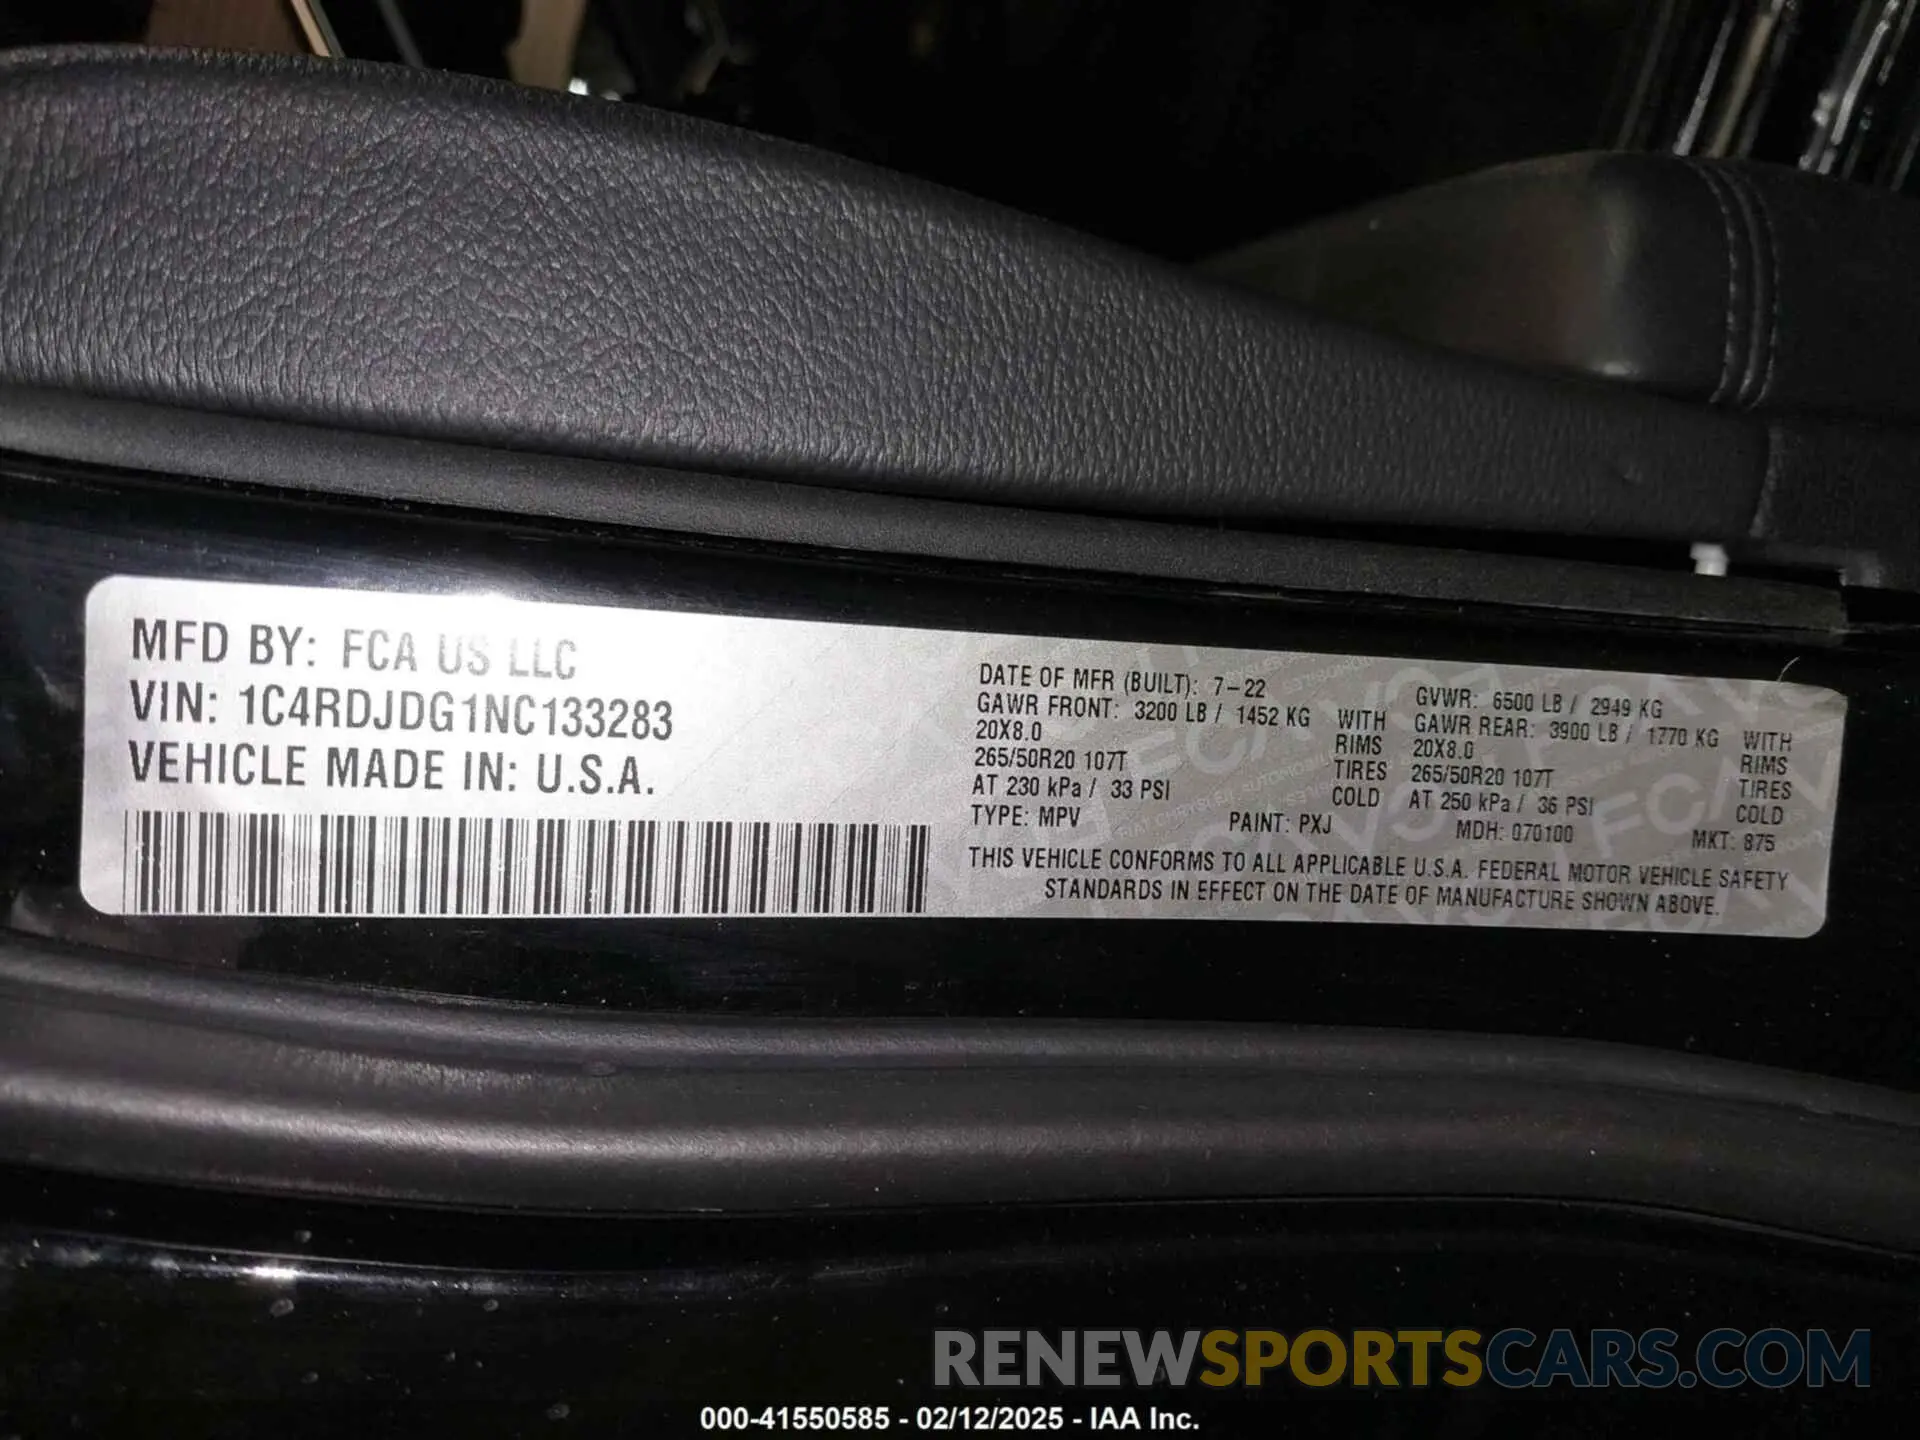 MFD BY: FCA US LLC
VIN: 1C4RDJDG1NC133283
VEHICLE MADE IN: U.S.A.
DATE OF MFR (BUILT): 7-22
GAWR FRONT: 3200 LB / 1452 KG WITH
20X8.0 RIMS
265/50R20 107T TIRES
AT 230 kPa / 33 PSI COLD
GVWR: 6500 LB / 2949 KG
GAWR REAR: 3900 LB / 1770 KG WITH
20X8.0 RIMS
265/50R20 107T TIRES
AT 250 kPa / 36 PSI COLD
TYPE: MPV PAINT: PXJ MDH: 070100 MKT: 875
THIS VEHICLE CONFORMS TO ALL APPLICABLE U.S.A. FEDERAL MOTOR VEHICLE SAFETY
STANDARDS IN EFFECT ON THE DATE OF MANUFACTURE SHOWN ABOVE.
RENEWSPORTSCARS.COM
000-41550585 - 02/12/2025 - IAA Inc.